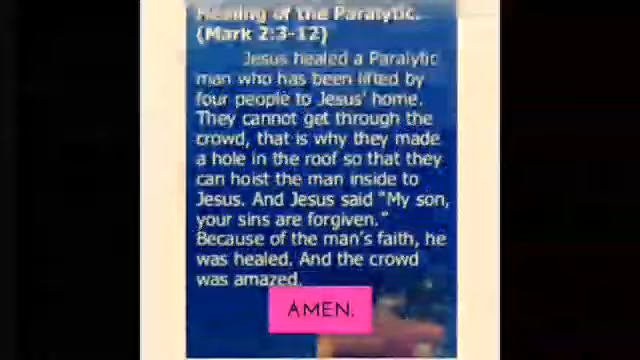 Healing of the Paralytic.
(Mark 2:3-12)
Jesus healed a Paralytic
man who has been lifted by
four people to Jesus' home.
They cannot get through the
crowd, that is why they made
a hole in the roof so that they
can hoist the man inside to
Jesus. And Jesus said "My son,
your sins are forgiven."
Because of the man's faith, he
was healed. And the crowd
was amazed.
AMEN.